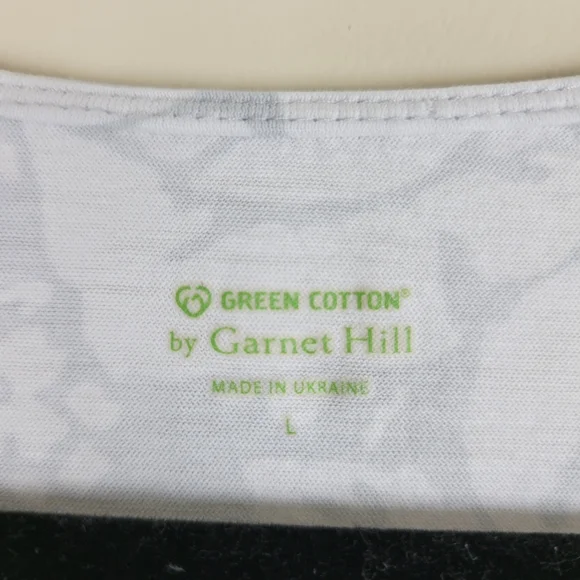 GREEN COTTON®
by Garnet Hill
MADE IN UKRAINE
L